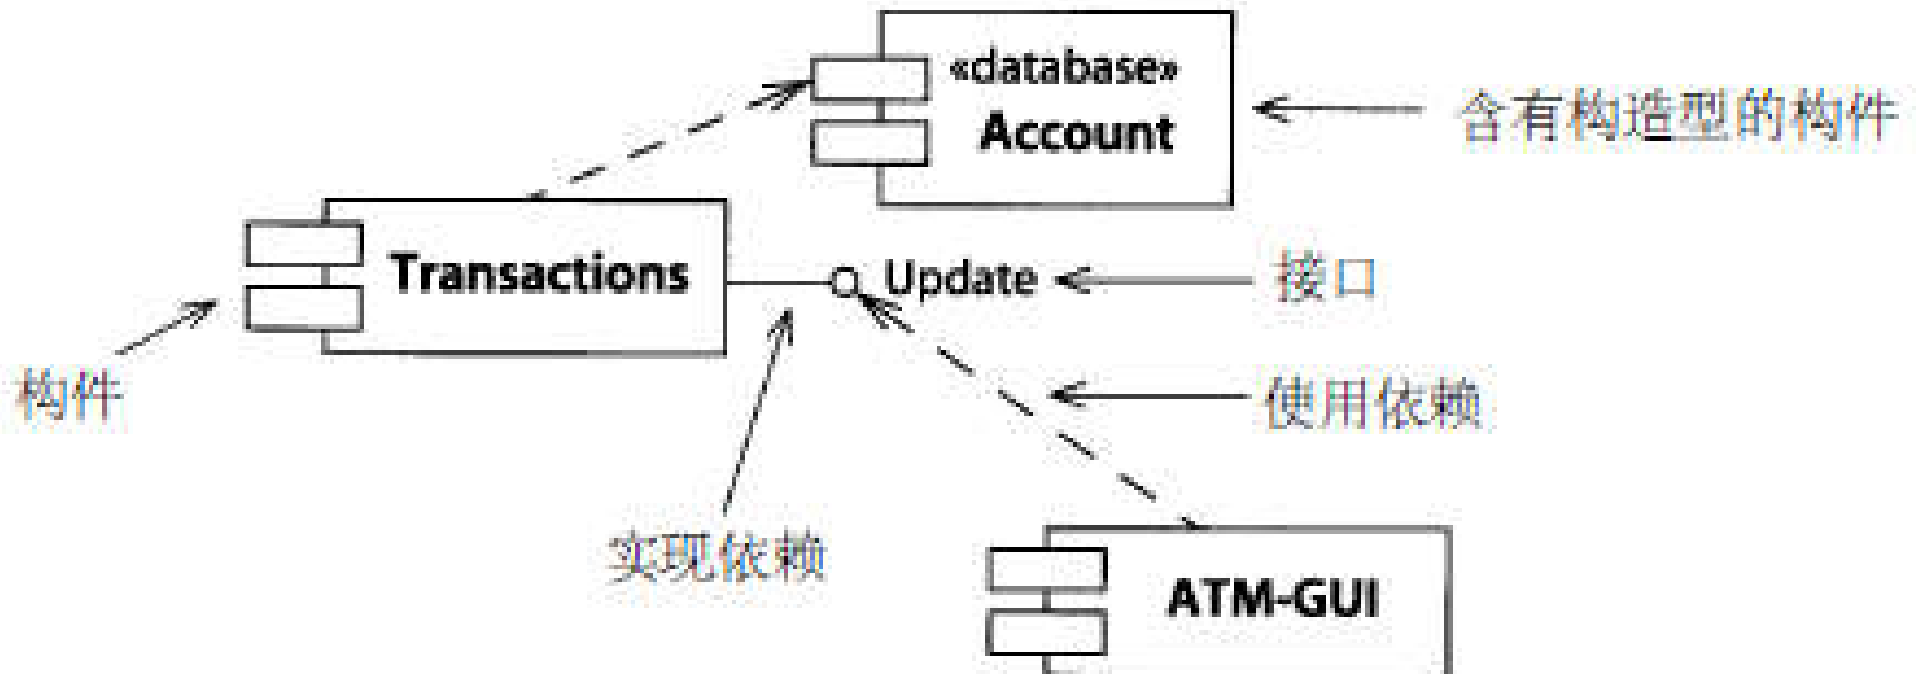 «database»
Account
含有构造型的构件
Transactions
Update
接口
构件
使用依赖
实现依赖
ATM-GUI